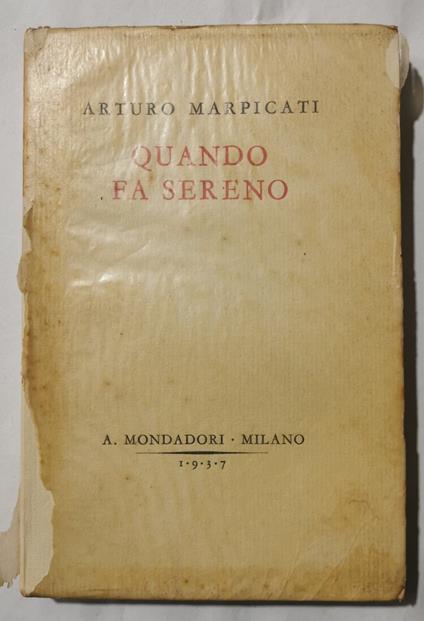 ARTURO MARPICATI
QUANDO
FA SERENO
A. MONDADORI · MILANO
1·9·3·7